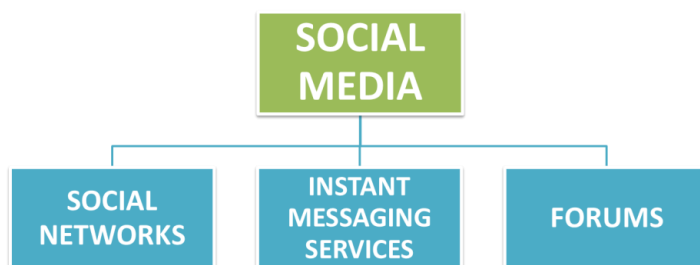 SOCIAL
MEDIA
SOCIAL
NETWORKS
INSTANT
MESSAGING
SERVICES
FORUMS